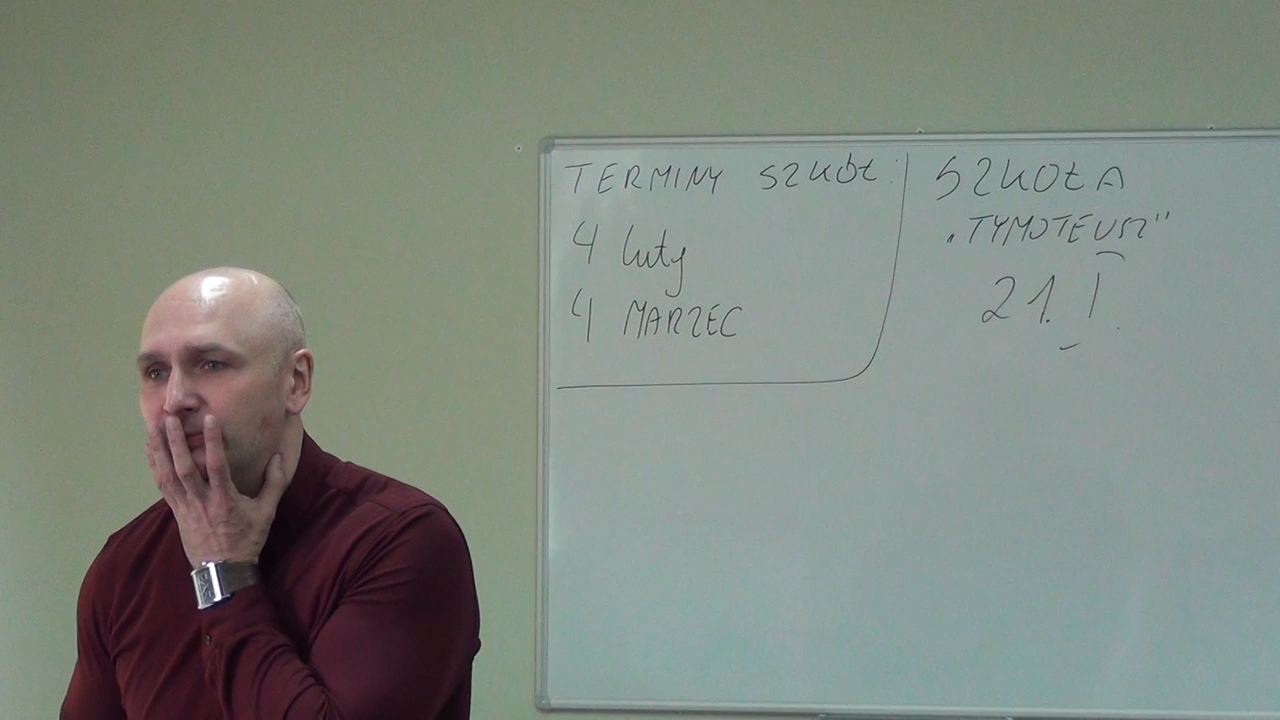 TERMINY SZKÓŁ:
4 luty
4 MARZEC
SZKOŁA
„TYMOTEUSZ"
21. I